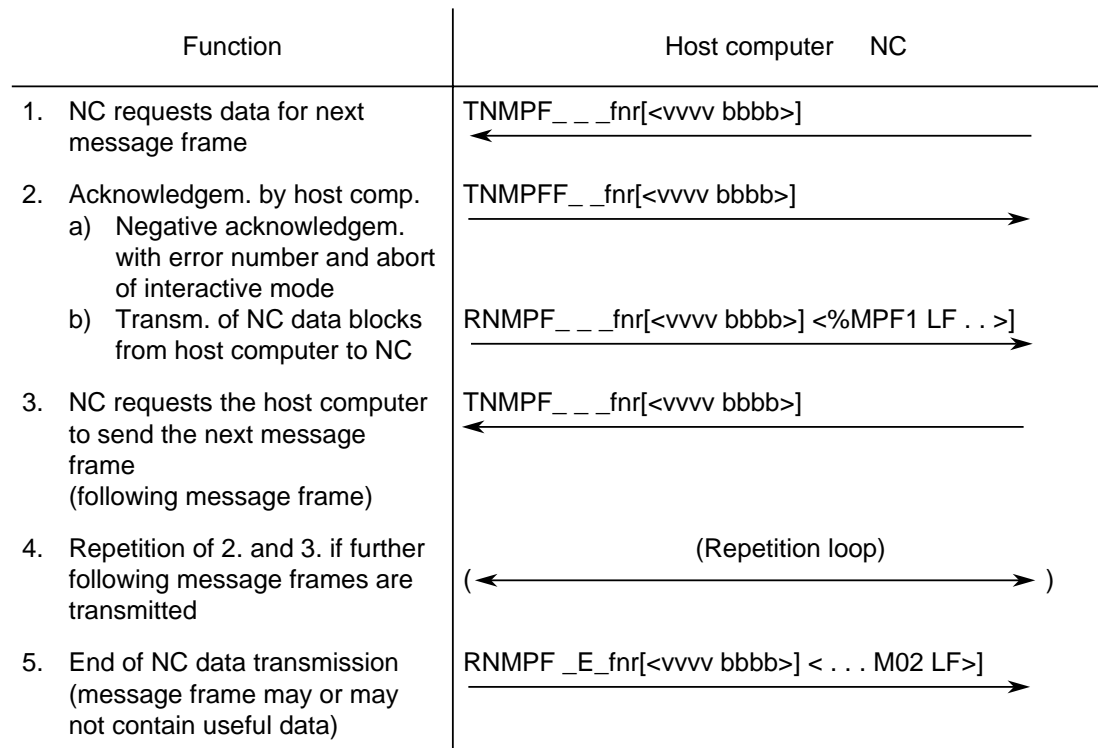 Function
Host computer NC
1. NC requests data for next
message frame
TNMPF_ _ _fnr[<vvvv bbbb>]
2. Acknowledgem. by host comp.
TNMPFF_ _fnr[<vvvv bbbb>]
a) Negative acknowledgem.
with error number and abort
of interactive mode
b) Transm. of NC data blocks
from host computer to NC
RNMPF_ _ _fnr[<vvvv bbbb>] <%MPF1 LF . . >]
3. NC requests the host computer
to send the next message
frame
(following message frame)
TNMPF_ _ _fnr[<vvvv bbbb>]
4. Repetition of 2. and 3. if further
following message frames are
transmitted
(Repetition loop)
( )
5. End of NC data transmission
(message frame may or may
not contain useful data)
RNMPF _E_fnr[<vvvv bbbb>] < . . . M02 LF>]